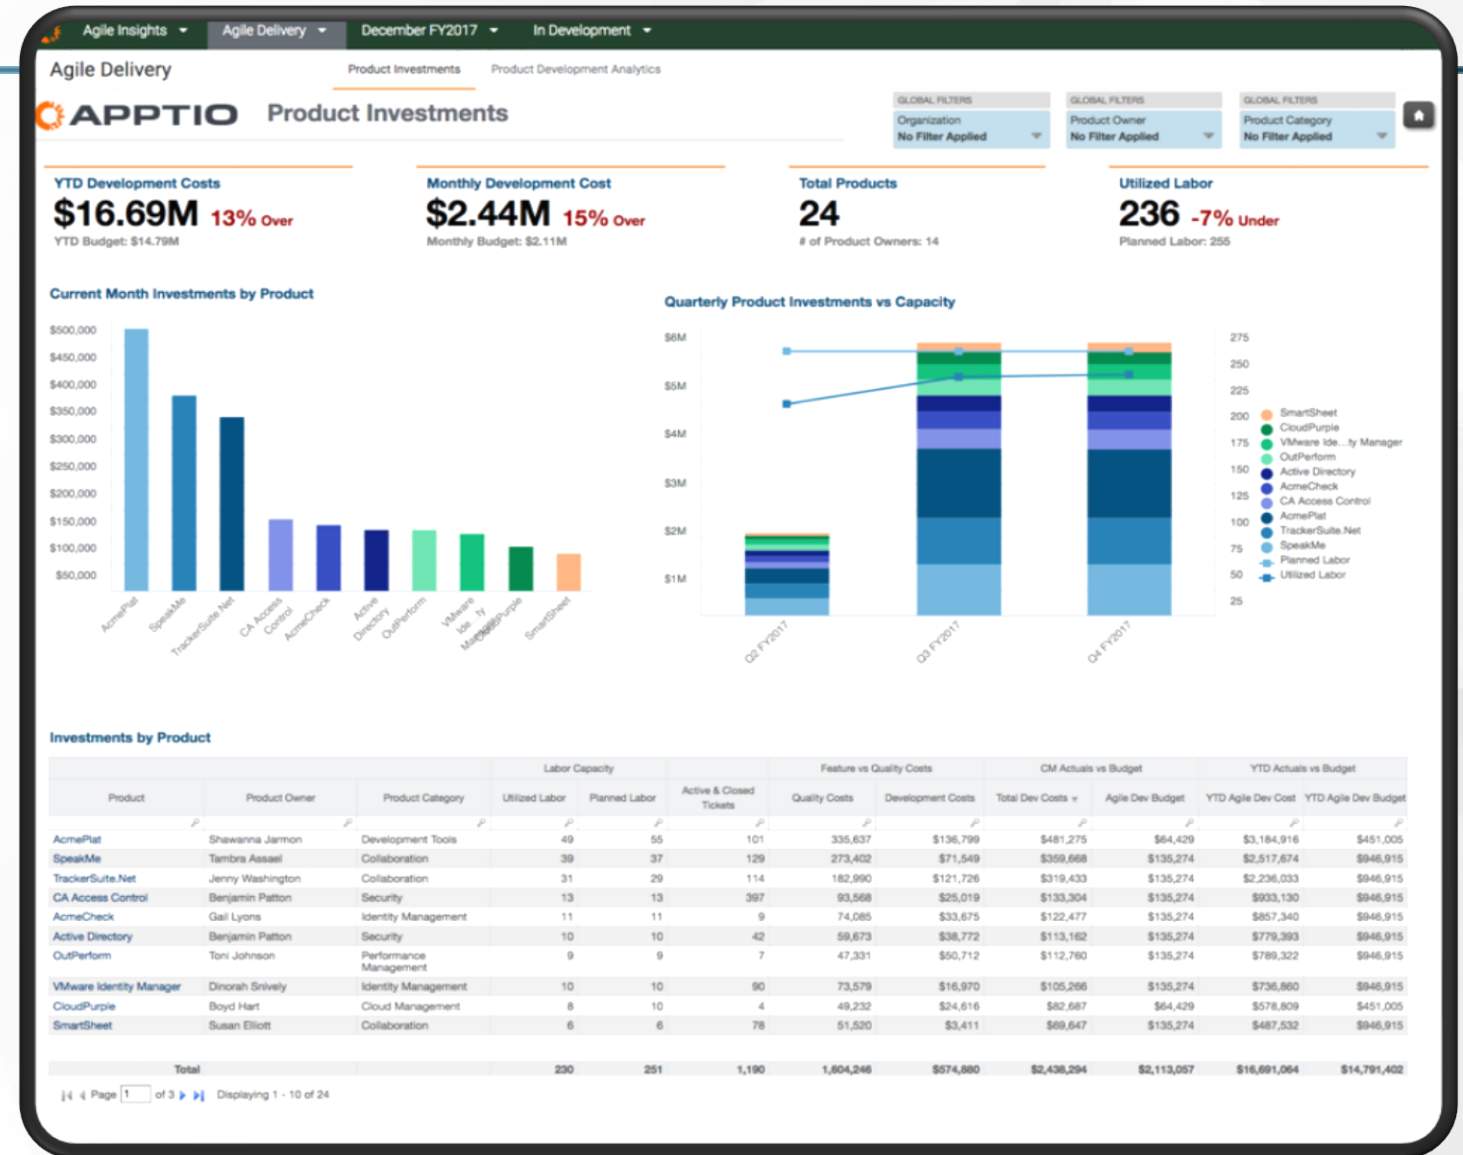 Agile Insights Agile Delivery December FY2017 In Development
Agile Delivery Product Investments Product Development Analytics
APPTIO Product Investments
GLOBAL FILTERS GLOBAL FILTERS GLOBAL FILTERS
Organization Product Owner Product Category
No Filter Applied No Filter Applied No Filter Applied
YTD Development Costs Monthly Development Cost Total Products Utilized Labor
$16.69M 13% Over $2.44M 15% Over 24 236 -7% Under
YTD Budget: $14.79M Monthly Budget: $2.11M # of Product Owners: 14 Planned Labor: 255
Current Month Investments by Product
$500,000
$450,000
$400,000
$350,000
$300,000
$250,000
$200,000
$150,000
$100,000
$50,000
AcmePlat
SpeakMe
TrackerSuite.Net
CA Access
Control
AcmeCheck
Active
Directory
OutPerform
VMware
Ide...ty
CloudPurple
SmartSheet
Quarterly Product Investments vs Capacity
$6M
$5M
$4M
$3M
$2M
$1M
Q2 FY2017
Q3 FY2017
Q4 FY2017
275
250
225
200
175
150
125
100
75
50
25
SmartSheet
CloudPurple
VMware Ide...ty Manager
OutPerform
Active Directory
AcmeCheck
CA Access Control
AcmePlat
TrackerSuite.Net
SpeakMe
Planned Labor
Utilized Labor
Investments by Product
Labor Capacity Feature vs Quality Costs CM Actuals vs Budget YTD Actuals vs Budget
Product Product Owner Product Category Utilized Labor Planned Labor Active & Closed Tickets Quality Costs Development Costs Total Dev Costs Agile Dev Budget YTD Agile Dev Cost YTD Agile Dev Budget
AcmePlat Shawanna Jarmon Development Tools 49 55 101 335,637 $136,799 $481,275 $64,429 $3,184,916 $451,005
SpeakMe Tambra Assael Collaboration 39 37 129 273,402 $71,549 $359,668 $135,274 $2,517,674 $946,915
TrackerSuite.Net Jenny Washington Collaboration 31 29 114 182,990 $121,726 $319,433 $135,274 $2,236,033 $946,915
CA Access Control Benjamin Patton Security 13 13 397 93,568 $25,019 $133,304 $135,274 $933,130 $946,915
AcmeCheck Gail Lyons Identity Management 11 11 9 74,085 $33,675 $122,477 $135,274 $857,340 $946,915
Active Directory Benjamin Patton Security 10 10 42 59,673 $38,772 $113,162 $135,274 $779,393 $946,915
OutPerform Toni Johnson Performance Management 9 9 7 47,331 $50,712 $112,760 $135,274 $789,322 $946,915
VMware Identity Manager Dinorah Snively Identity Management 10 10 90 73,579 $16,970 $105,266 $135,274 $736,860 $946,915
CloudPurple Boyd Hart Cloud Management 8 10 4 49,232 $24,616 $82,687 $64,429 $578,809 $451,005
SmartSheet Susan Elliott Collaboration 6 6 78 51,520 $3,411 $69,647 $135,274 $487,532 $946,915
Total 230 251 1,190 1,604,246 $574,880 $2,438,294 $2,113,057 $16,691,064 $14,791,402
Page 1 of 3 Displaying 1 - 10 of 24